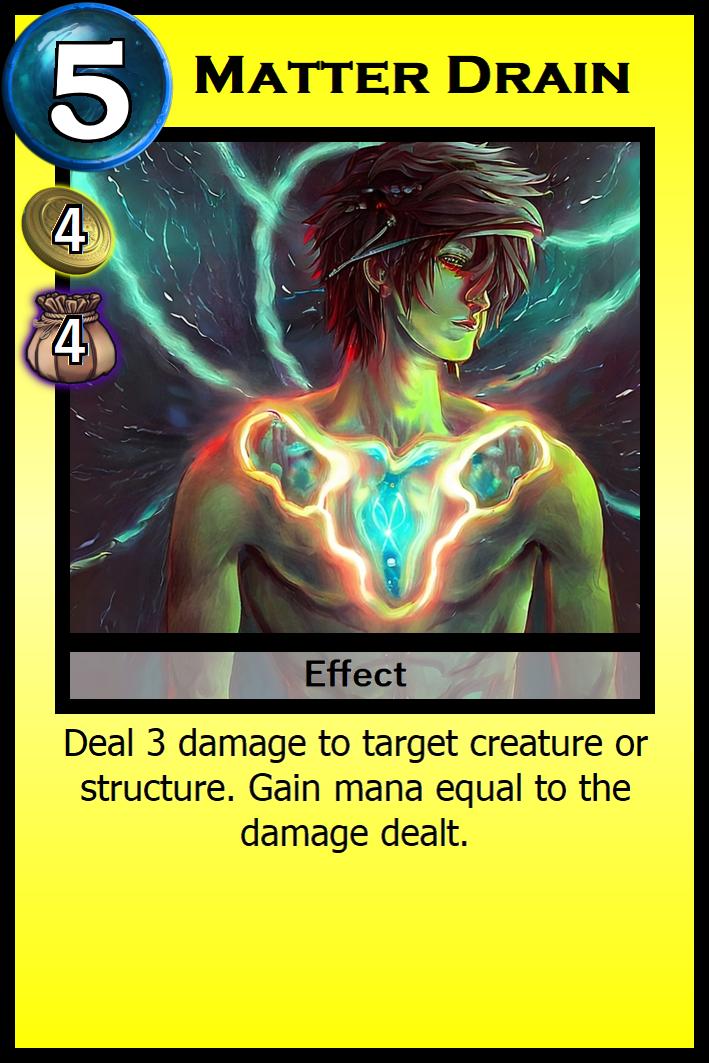 5
Matter Drain
4
4
Effect
Deal 3 damage to target creature or
structure. Gain mana equal to the
damage dealt.